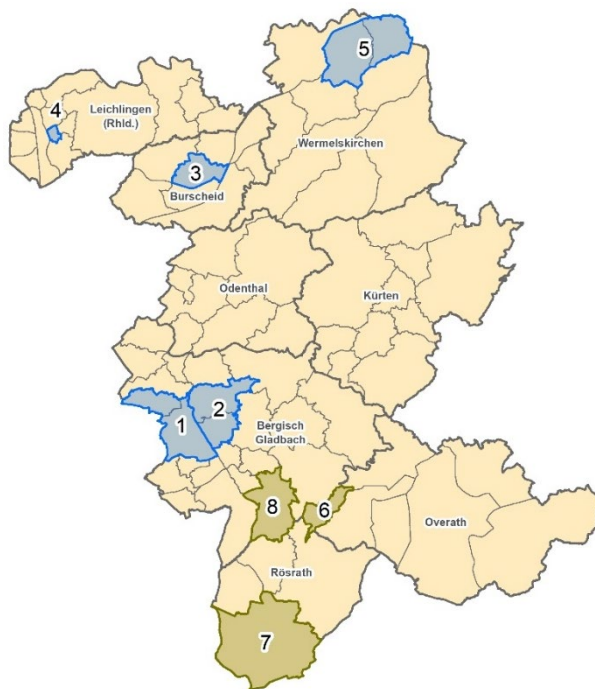 5
4
Leichlingen
(Rhld.)
Wermelskirchen
3
Burscheid
Odenthal
Kürten
1
2
Bergisch
Gladbach
8
6
Overath
Rösrath
7